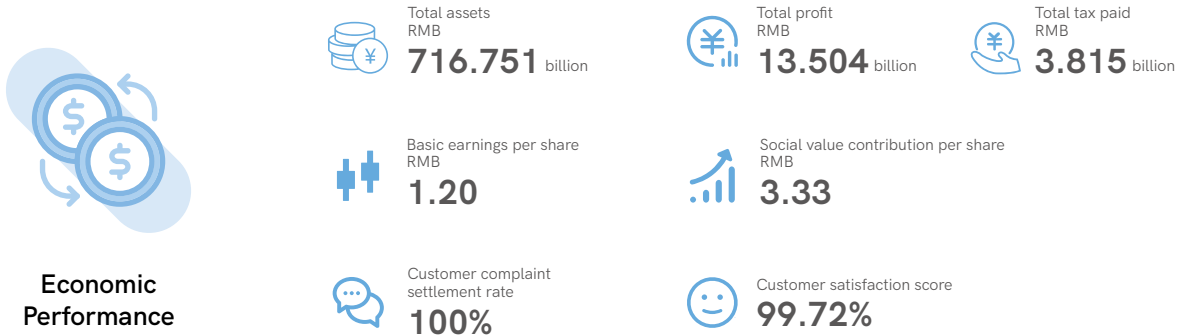 Economic
Performance
Total assets
RMB
716.751 billion
Total profit
RMB
13.504 billion
Total tax paid
RMB
3.815 billion
Basic earnings per share
RMB
1.20
Social value contribution per share
RMB
3.33
Customer complaint
settlement rate
100%
Customer satisfaction score
99.72%